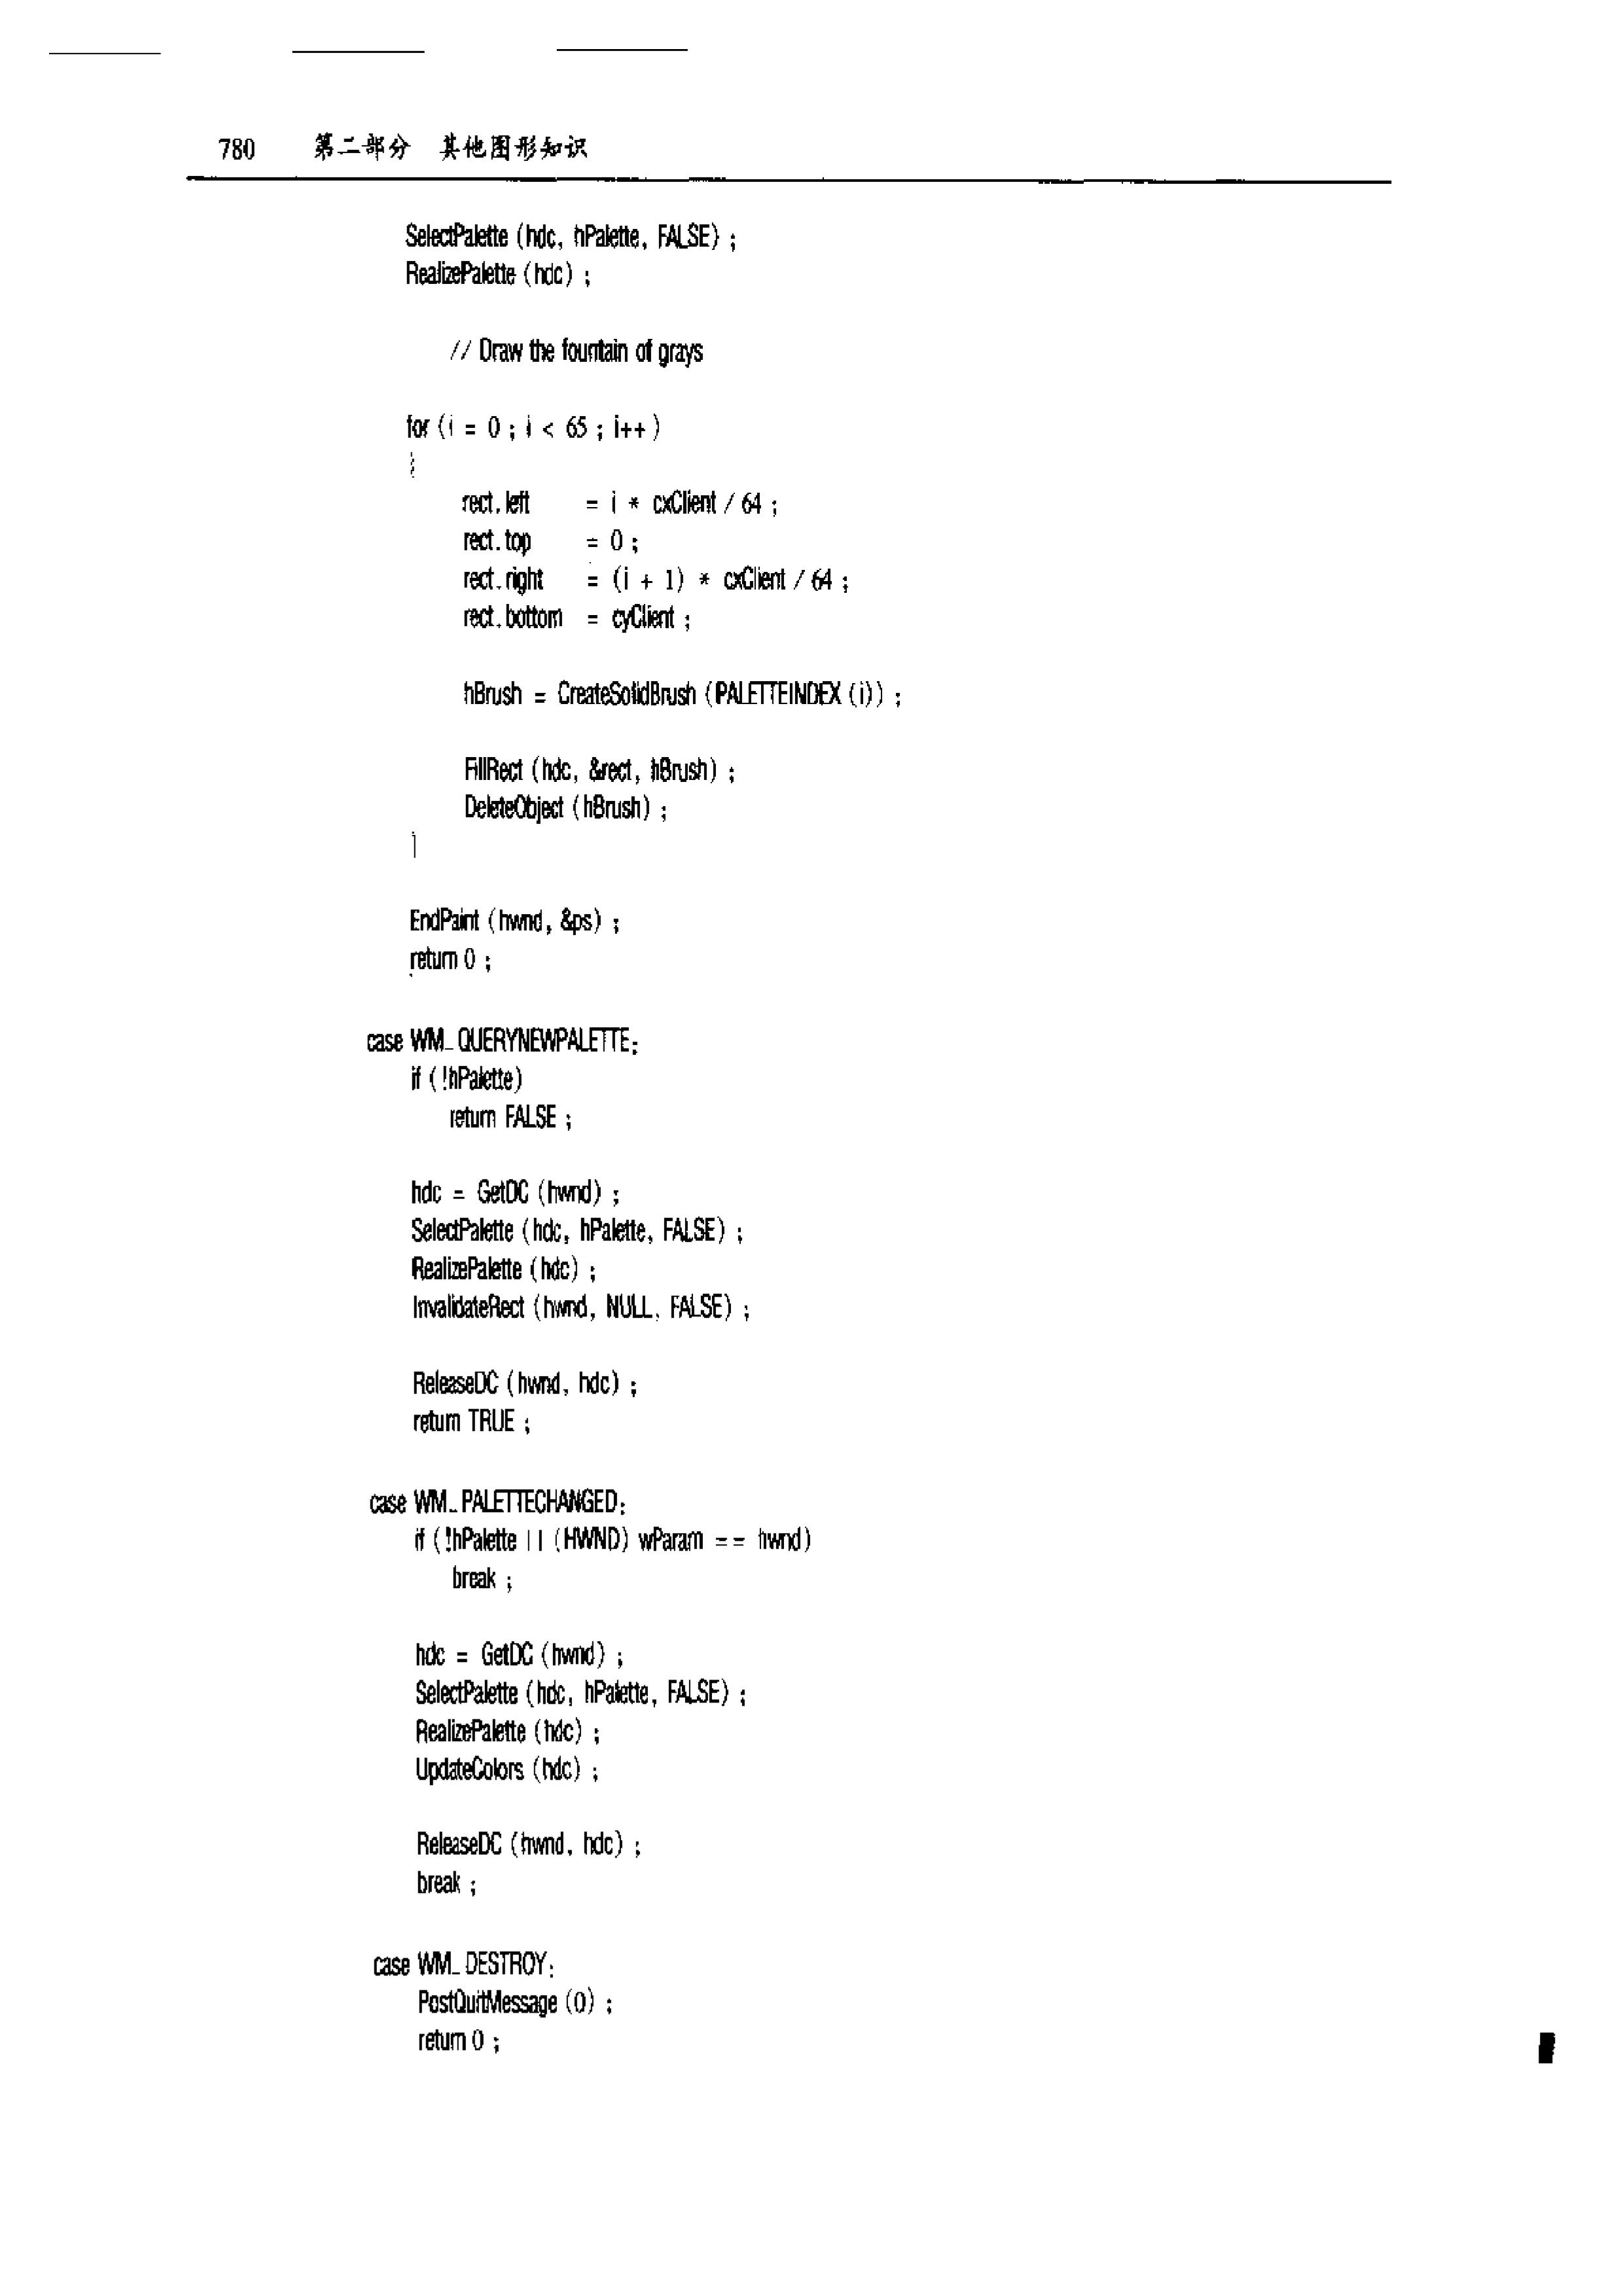 780 第二部分 其他图形知识
SelectPalette (hdc, hPalette, FALSE) ;
RealizePalette (hdc) ;
// Draw the fountain of grays
for (i = 0 ; i < 65 ; i++ )
{
rect.left = i * cxClient / 64 ;
rect.top = 0 ;
rect.right = (i + 1) * cxClient / 64 ;
rect.bottom = cyClient ;
hBrush = CreateSolidBrush (PALETTEINDEX (i)) ;
FillRect (hdc, &rect, hBrush) ;
DeleteObject (hBrush) ;
}
EndPaint (hwnd, &ps) ;
return 0 ;
case WM_QUERYNEWPALETTE:
if (!hPalette)
return FALSE ;
hdc = GetDC (hwnd) ;
SelectPalette (hdc, hPalette, FALSE) ;
RealizePalette (hdc) ;
InvalidateRect (hwnd, NULL, FALSE) ;
ReleaseDC (hwnd, hdc) ;
return TRUE ;
case WM_PALETTECHANGED:
if (!hPalette || (HWND) wParam == hwnd)
break ;
hdc = GetDC (hwnd) ;
SelectPalette (hdc, hPalette, FALSE) ;
RealizePalette (hdc) ;
UpdateColors (hdc) ;
ReleaseDC (hwnd, hdc) ;
break ;
case WM_DESTROY:
PostQuitMessage (0) ;
return 0 ;